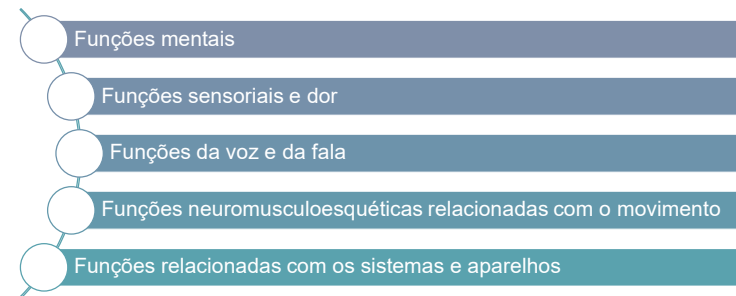 Funções mentais
Funções sensoriais e dor
Funções da voz e da fala
Funções neuromusculoesquéticas relacionadas com o movimento
Funções relacionadas com os sistemas e aparelhos